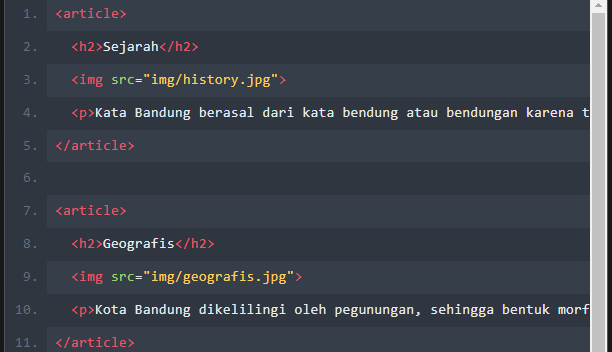 1. <article>
2. <h2>Sejarah</h2>
3. <img src="img/history.jpg">
4. <p>Kata Bandung berasal dari kata bendung atau bendungan karena t
5. </article>
6.
7. <article>
8. <h2>Geografis</h2>
9. <img src="img/geografis.jpg">
10. <p>Kota Bandung dikelilingi oleh pegunungan, sehingga bentuk morf
11. </article>